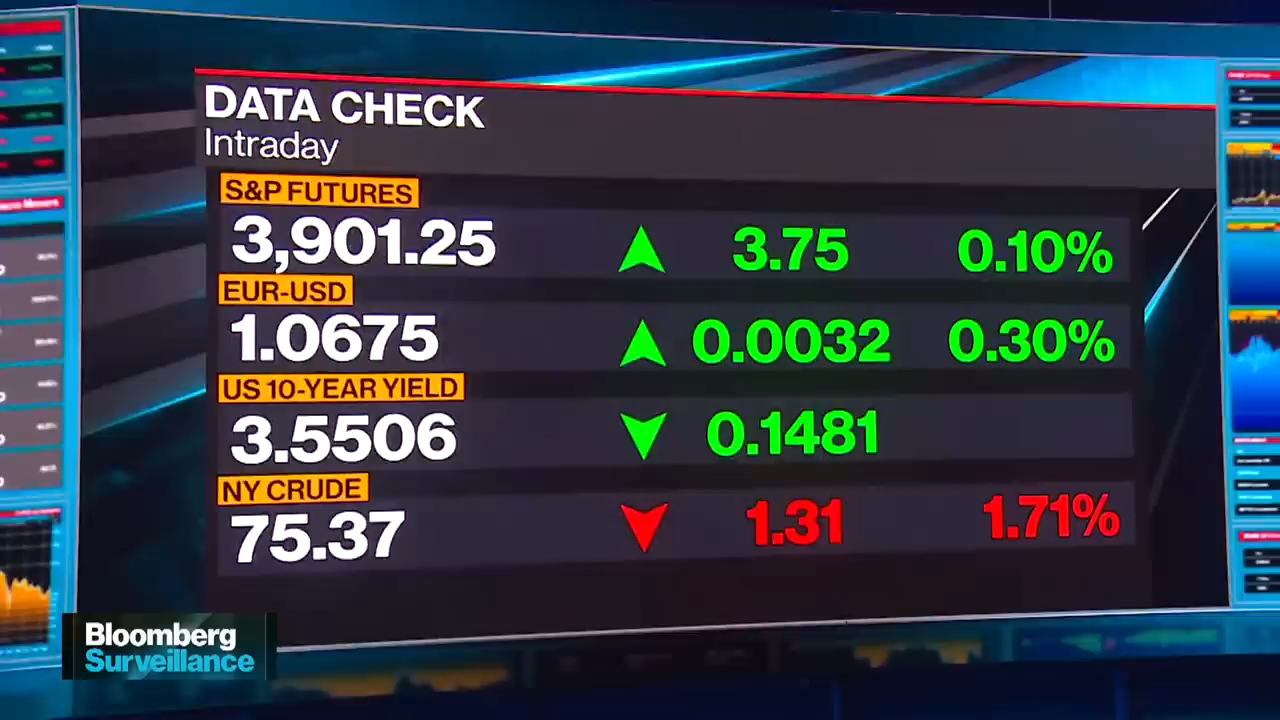 DATA CHECK
Intraday
S&P FUTURES
3,901.25 3.75 0.10%
EUR-USD
1.0675 0.0032 0.30%
US 10-YEAR YIELD
3.5506 0.1481
NY CRUDE
75.37 1.31 1.71%
Bloomberg
Surveillance